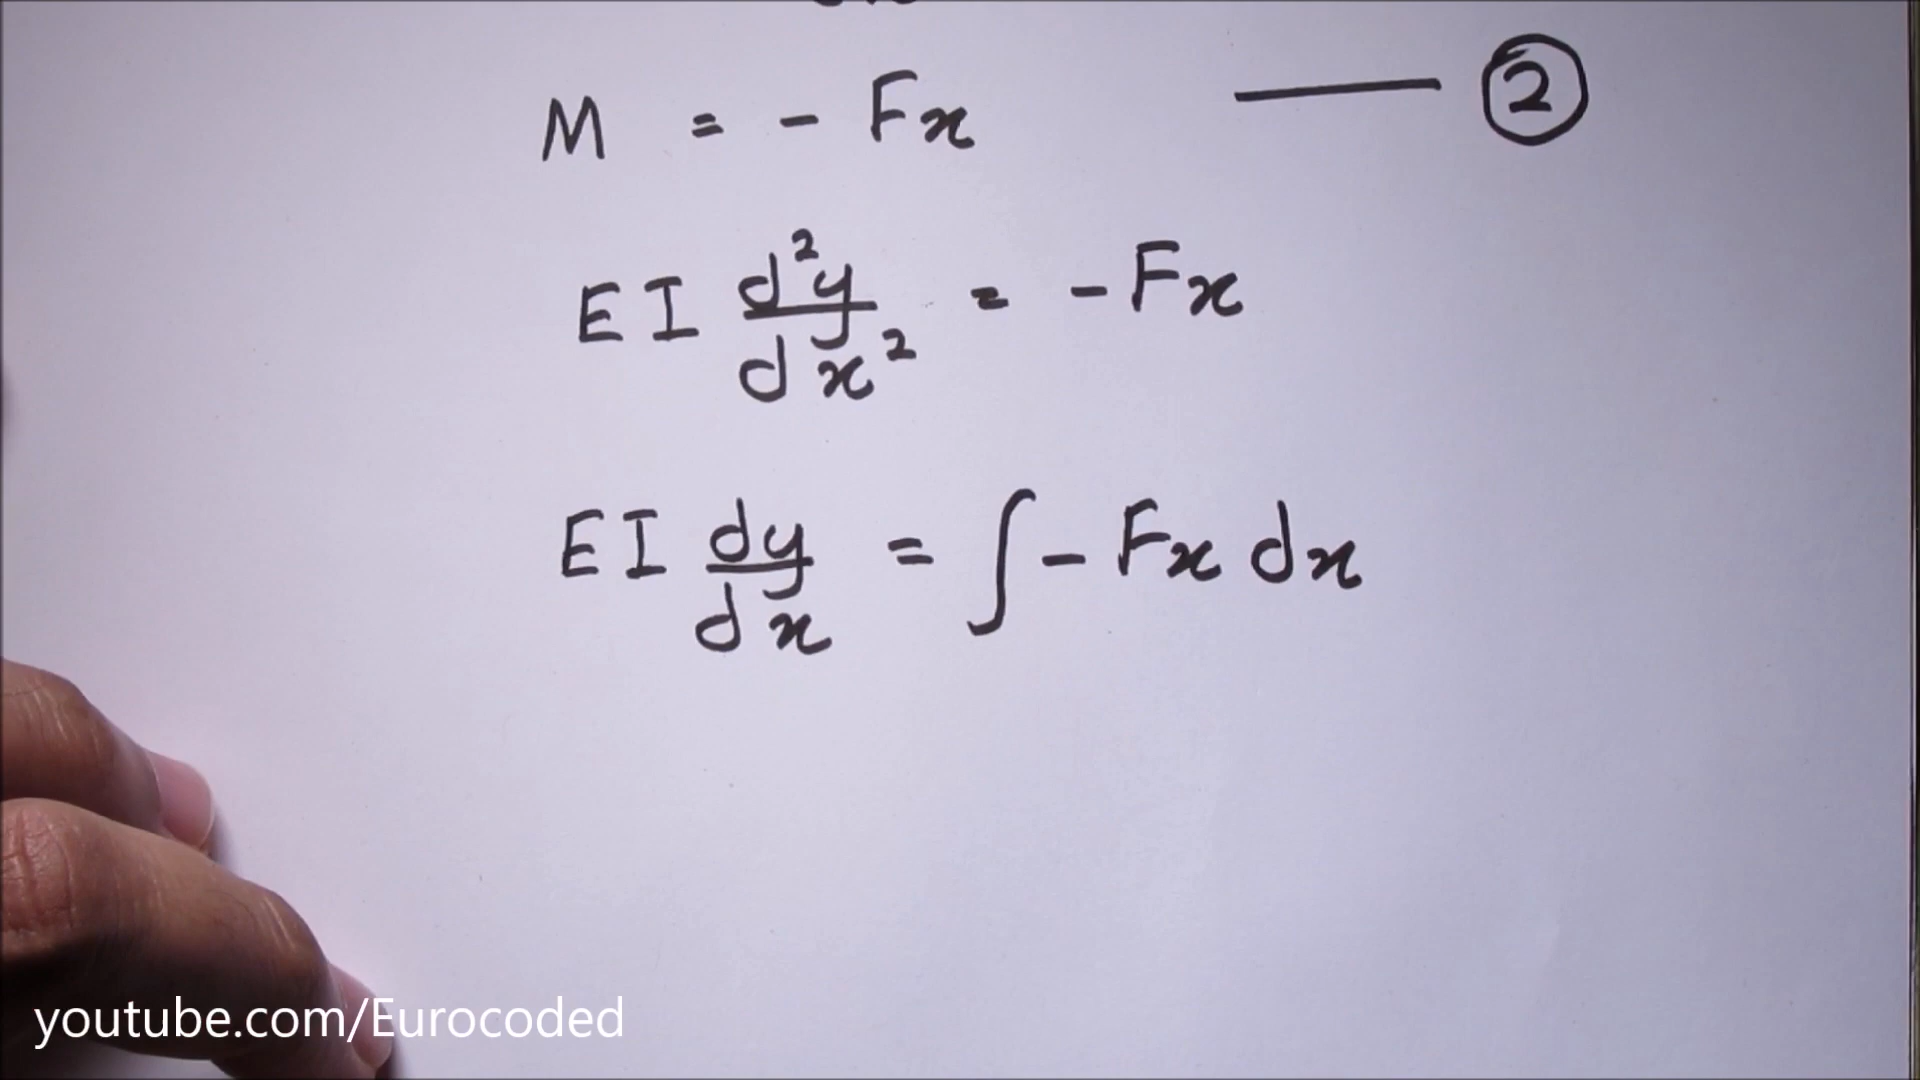 M = - Fx ——— ②
EI d²y/dx² = - Fx
EI dy/dx = ∫ - Fx dx
youtube.com/Eurocoded